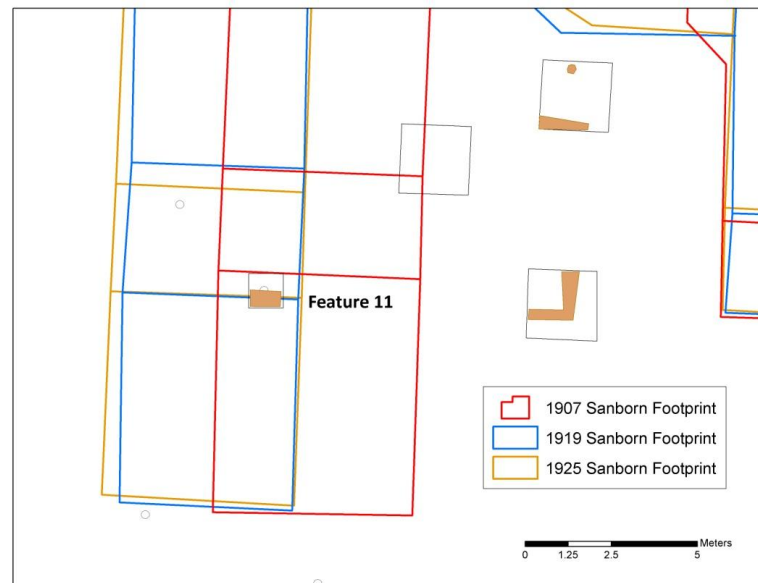 Feature 11
1907 Sanborn Footprint
1919 Sanborn Footprint
1925 Sanborn Footprint
Meters
0 1.25 2.5 5